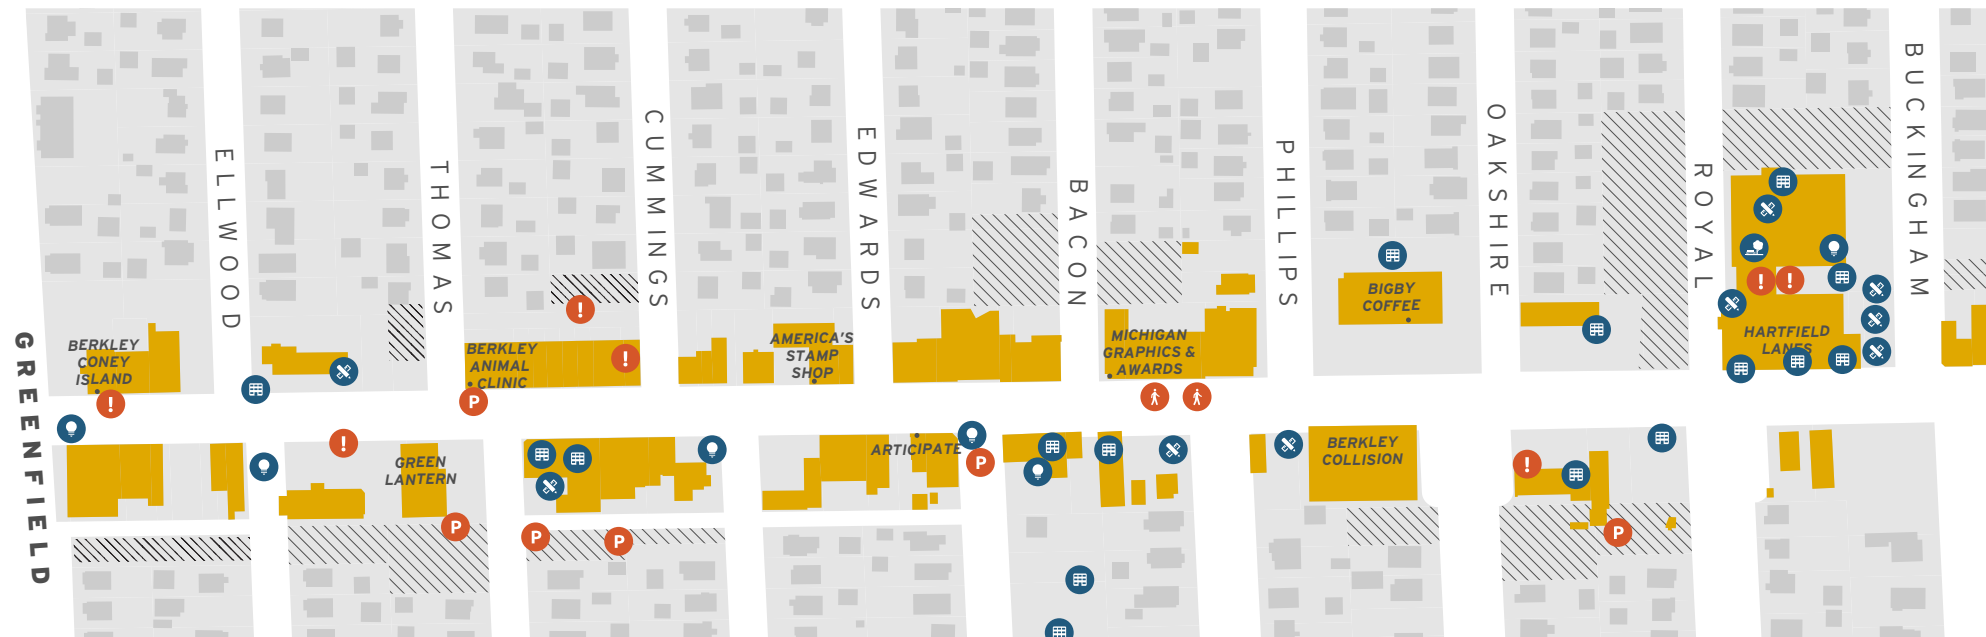 GREENFIELD
ELLWOOD
THOMAS
CUMMINGS
EDWARDS
BACON
PHILLIPS
OAKSHIRE
ROYAL
BUCKINGHAM
BERKLEY
CONEY
ISLAND
BERKLEY
ANIMAL
CLINIC
AMERICA'S
STAMP
SHOP
MICHIGAN
GRAPHICS &
AWARDS
BIGBY
COFFEE
HARTFIELD
LANES
GREEN
LANTERN
ARTICIPATE
BERKLEY
COLLISION
!
!
!
!
!
!
!
P
P
P
P
P
P